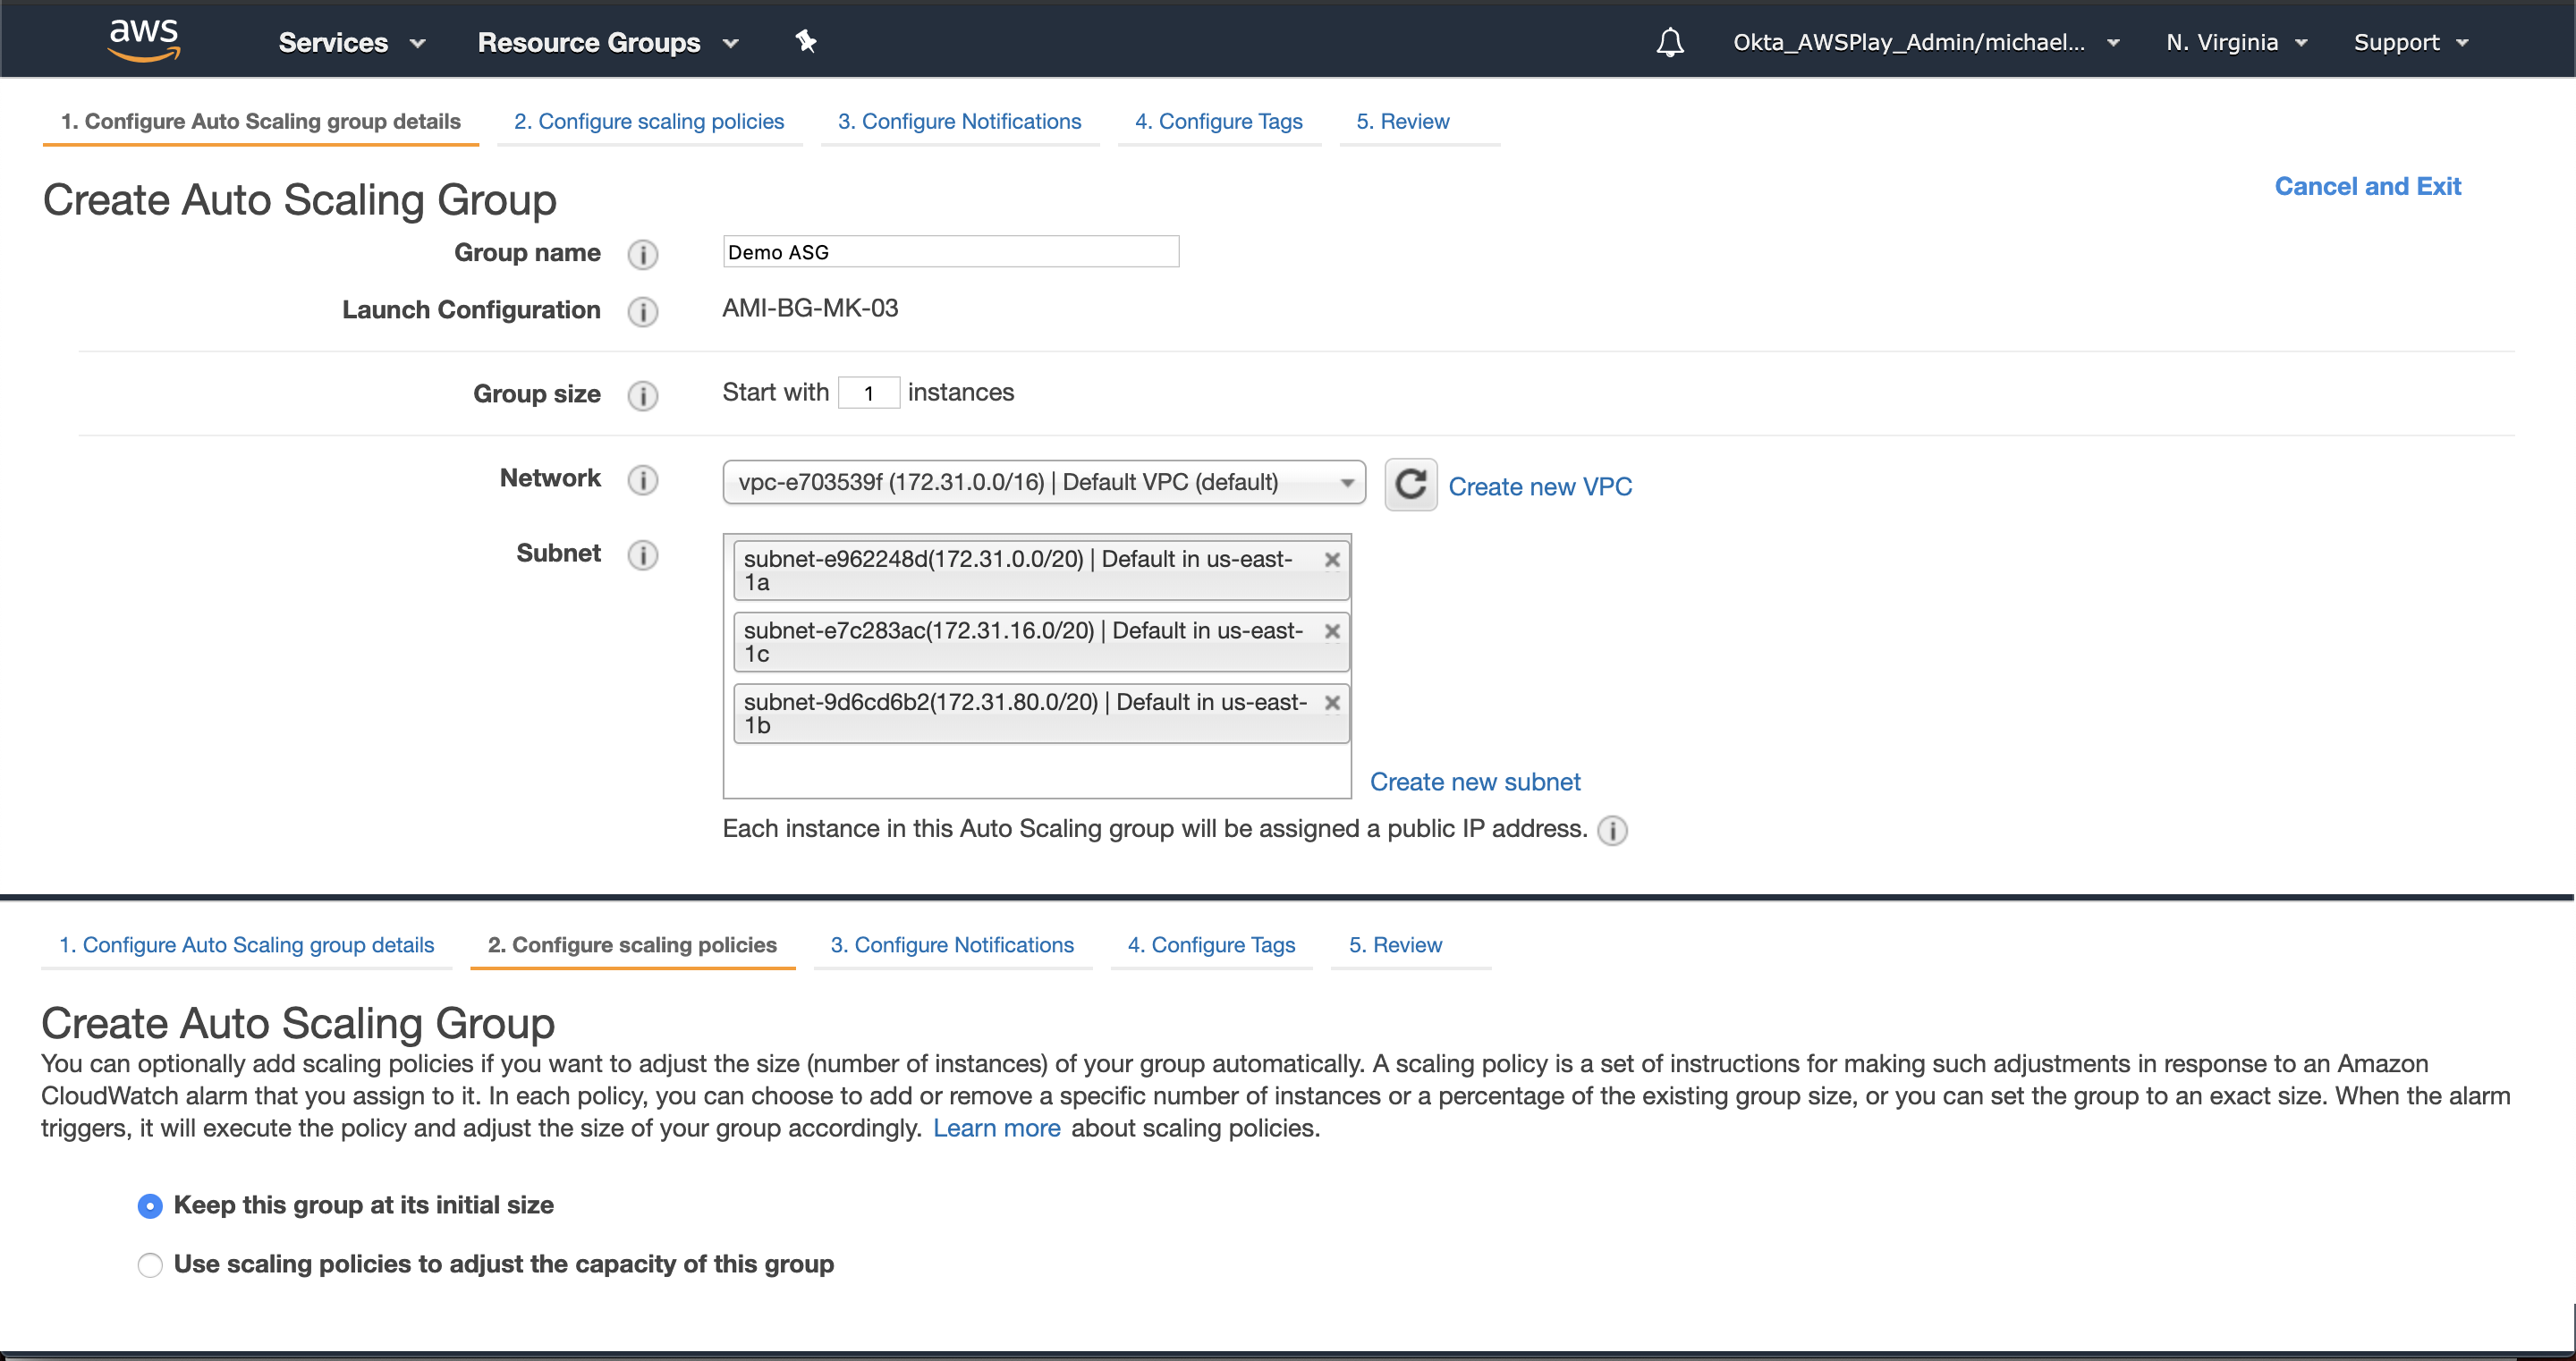 aws Services Resource Groups Okta_AWSPlay_Admin/michael... N. Virginia Support
1. Configure Auto Scaling group details 2. Configure scaling policies 3. Configure Notifications 4. Configure Tags 5. Review
Create Auto Scaling Group Cancel and Exit
Group name i Demo ASG
Launch Configuration i AMI-BG-MK-03
Group size i Start with 1 instances
Network i vpc-e703539f (172.31.0.0/16) | Default VPC (default) Create new VPC
Subnet i subnet-e962248d(172.31.0.0/20) | Default in us-east-
1a
subnet-e7c283ac(172.31.16.0/20) | Default in us-east-
1c
subnet-9d6cd6b2(172.31.80.0/20) | Default in us-east-
1b
Create new subnet
Each instance in this Auto Scaling group will be assigned a public IP address. i
1. Configure Auto Scaling group details 2. Configure scaling policies 3. Configure Notifications 4. Configure Tags 5. Review
Create Auto Scaling Group
You can optionally add scaling policies if you want to adjust the size (number of instances) of your group automatically. A scaling policy is a set of instructions for making such adjustments in response to an Amazon
CloudWatch alarm that you assign to it. In each policy, you can choose to add or remove a specific number of instances or a percentage of the existing group size, or you can set the group to an exact size. When the alarm
triggers, it will execute the policy and adjust the size of your group accordingly. Learn more about scaling policies.
Keep this group at its initial size
Use scaling policies to adjust the capacity of this group